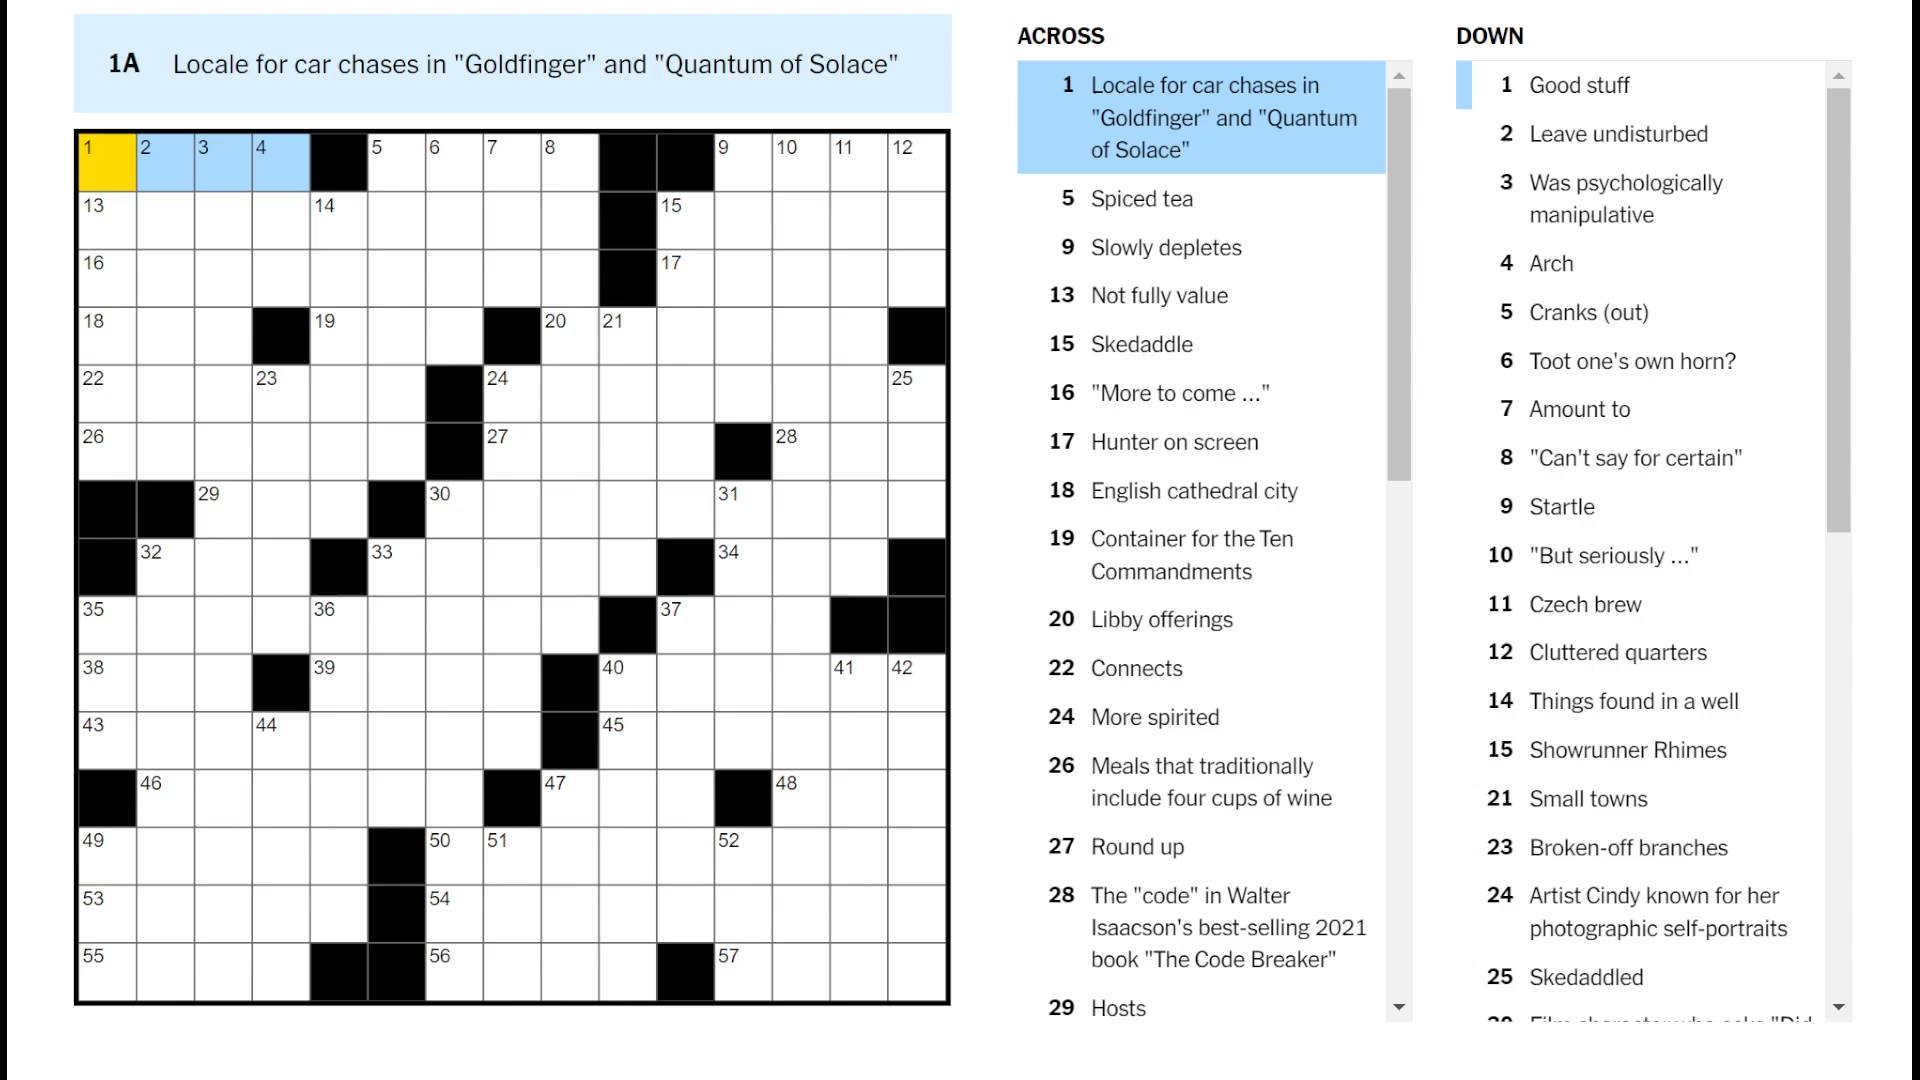 1A Locale for car chases in "Goldfinger" and "Quantum of Solace"
1 2 3 4 5 6 7 8 9 10 11 12
13 14 15
16 17
18 19 20 21
22 23 24 25
26 27 28
29 30 31
32 33 34
35 36 37
38 39 40 41 42
43 44 45
46 47 48
49 50 51 52
53 54
55 56 57
ACROSS
1 Locale for car chases in
"Goldfinger" and "Quantum
of Solace"
5 Spiced tea
9 Slowly depletes
13 Not fully value
15 Skedaddle
16 "More to come ..."
17 Hunter on screen
18 English cathedral city
19 Container for the Ten
Commandments
20 Libby offerings
22 Connects
24 More spirited
26 Meals that traditionally
include four cups of wine
27 Round up
28 The "code" in Walter
Isaacson's best-selling 2021
book "The Code Breaker"
29 Hosts
DOWN
1 Good stuff
2 Leave undisturbed
3 Was psychologically
manipulative
4 Arch
5 Cranks (out)
6 Toot one's own horn?
7 Amount to
8 "Can't say for certain"
9 Startle
10 "But seriously ..."
11 Czech brew
12 Cluttered quarters
14 Things found in a well
15 Showrunner Rhimes
21 Small towns
23 Broken-off branches
24 Artist Cindy known for her
photographic self-portraits
25 Skedaddled
30 Film character who asks "Did